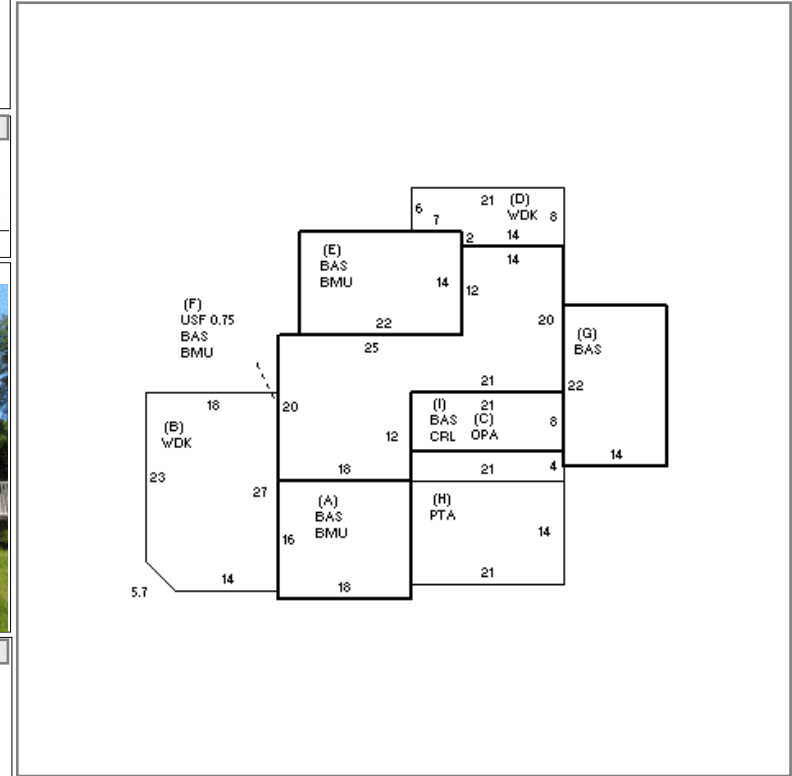 21 (D)
6 7 WDK 8
2 14
(E)
BAS
BMU
14
14
12
22
(F)
USF 0.75
BAS
BMU
25
20
(G)
BAS
22
14
21
18
(B)
WDK
23
27
20
12
18
(I) 21
BAS (C) 8
CRL OPA
21 4
(A)
BAS
BMU
16
18
(H)
PTA
14
21
14
5.7